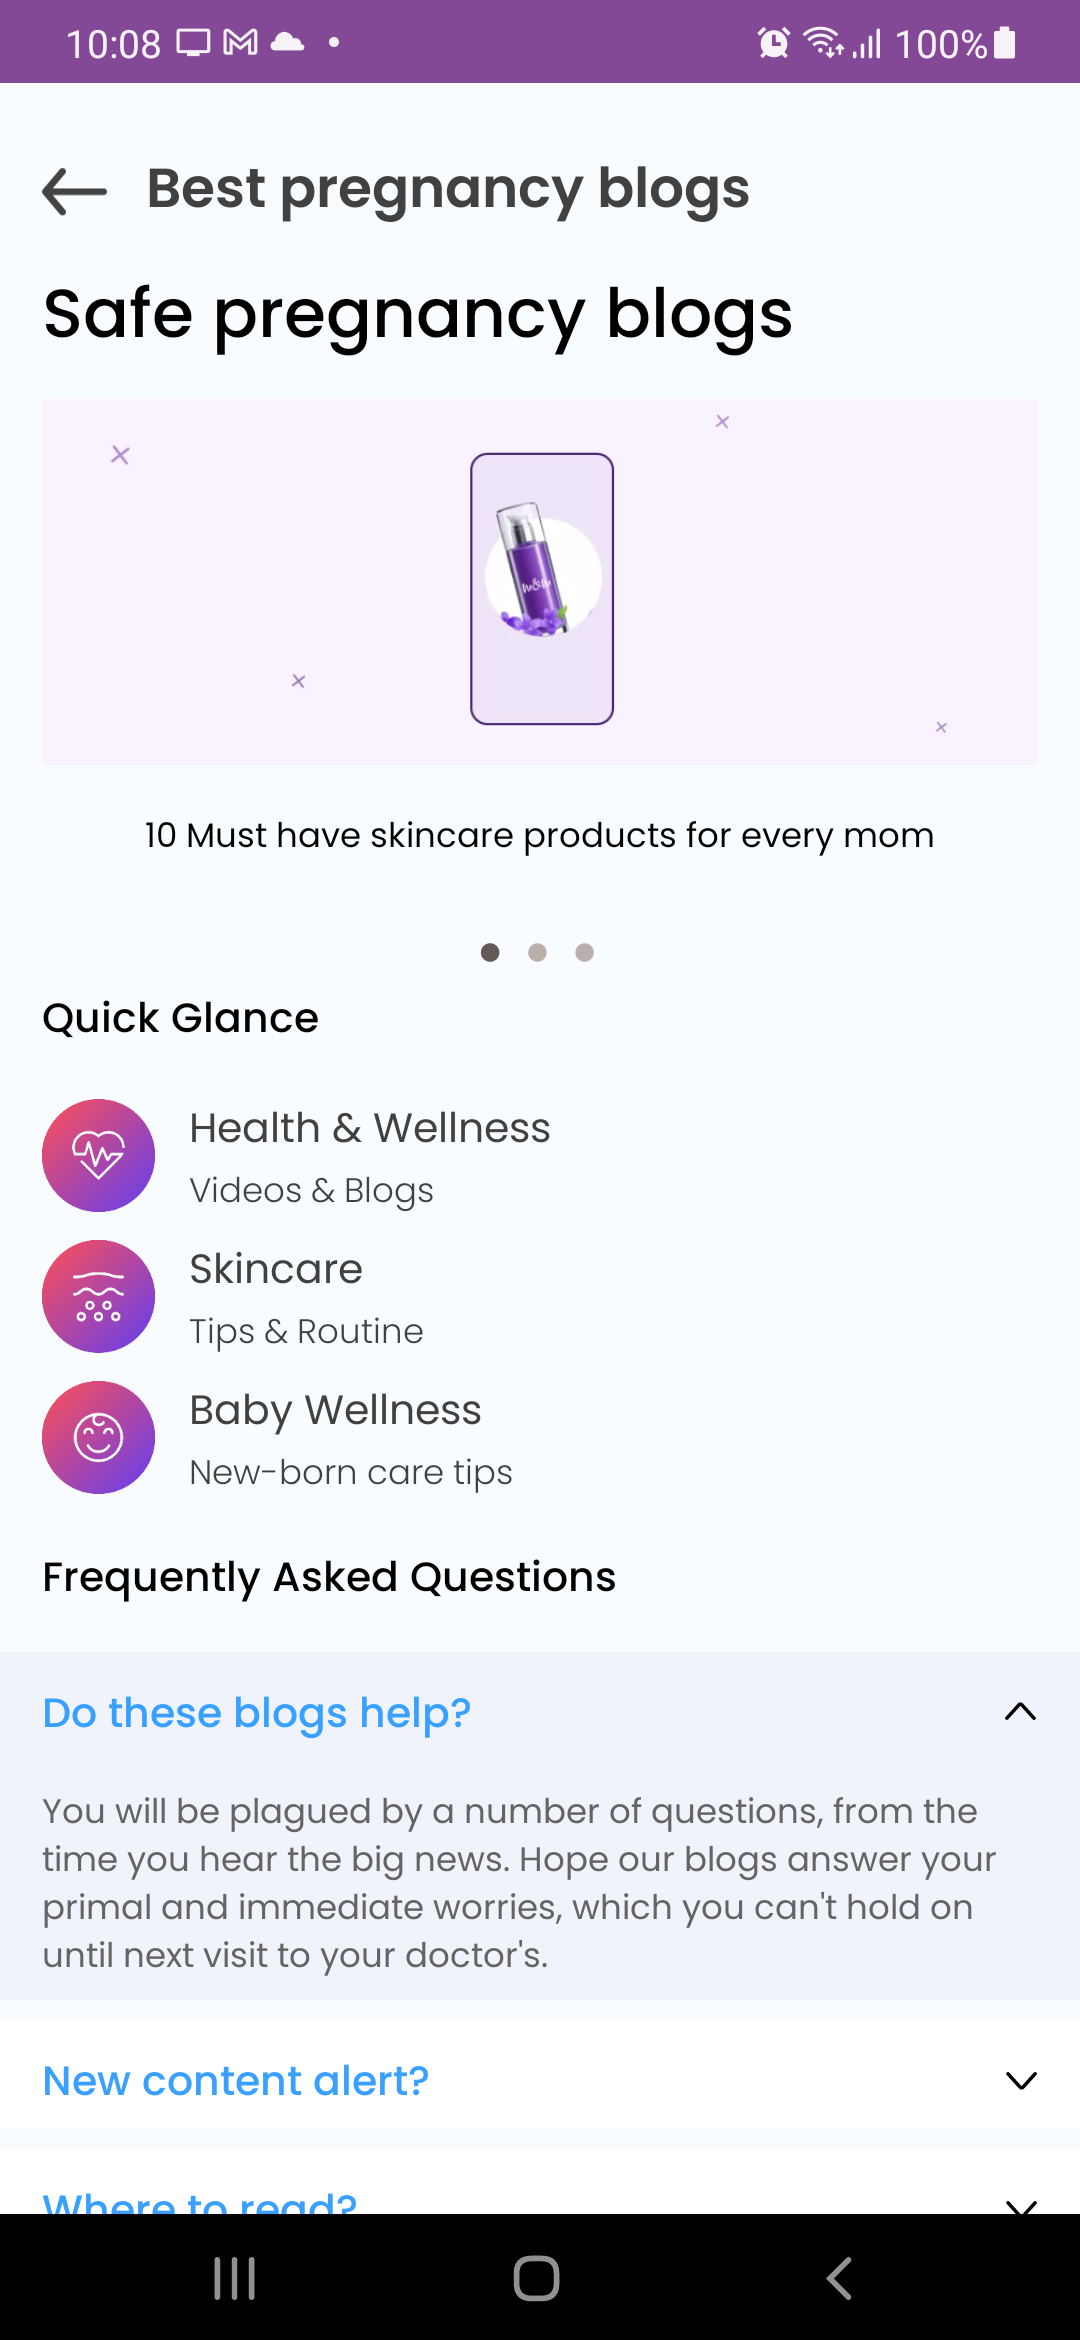 10:08
100%
Best pregnancy blogs
Safe pregnancy blogs
m&m
10 Must have skincare products for every mom
Quick Glance
Health & Wellness
Videos & Blogs
Skincare
Tips & Routine
Baby Wellness
New-born care tips
Frequently Asked Questions
Do these blogs help?
You will be plagued by a number of questions, from the
time you hear the big news. Hope our blogs answer your
primal and immediate worries, which you can't hold on
until next visit to your doctor's.
New content alert?
Where to read?